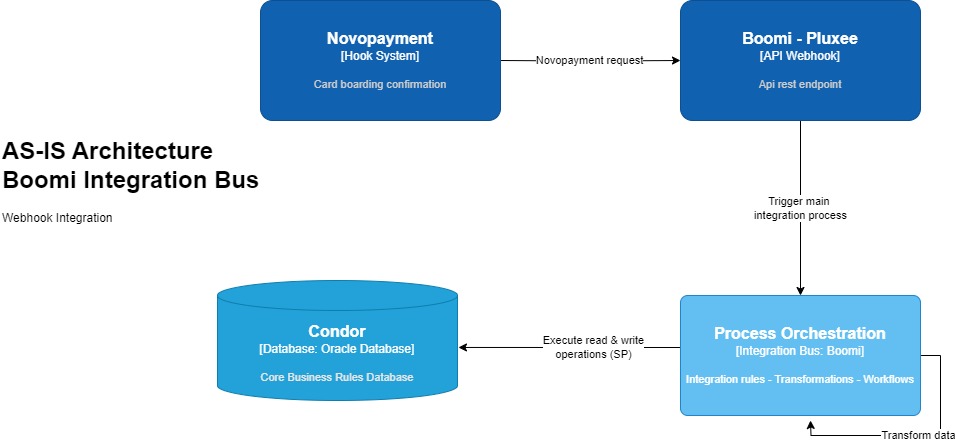 Novopayment
[Hook System]
Card boarding confirmation
Novopayment request
Boomi - Pluxee
[API Webhook]
Api rest endpoint
AS-IS Architecture
Boomi Integration Bus
Webhook Integration
Trigger main
integration process
Condor
[Database: Oracle Database]
Core Business Rules Database
Execute read & write
operations (SP)
Process Orchestration
[Integration Bus: Boomi]
Integration rules - Transformations - Workflows
Transform data